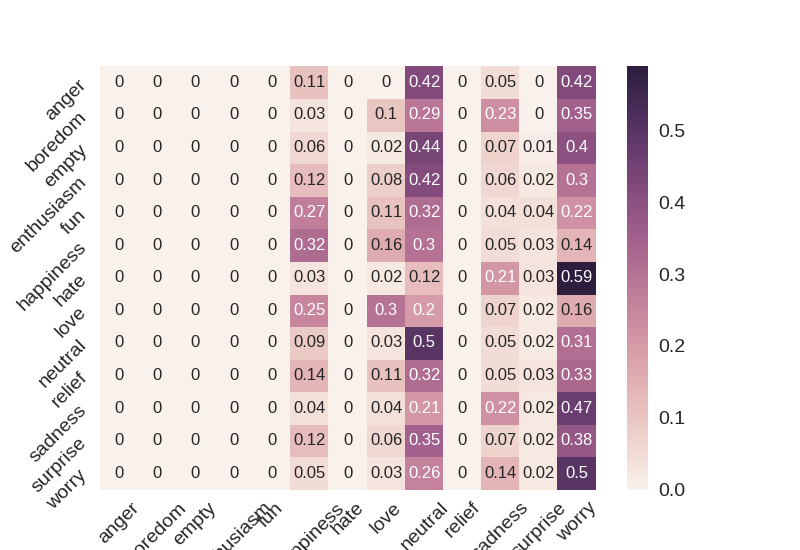 anger 0 0 0 0 0 0.11 0 0 0.42 0 0.05 0 0.42
boredom 0 0 0 0 0 0.03 0 0.1 0.29 0 0.23 0 0.35
empty 0 0 0 0 0 0.06 0 0.02 0.44 0 0.07 0.01 0.4
enthusiasm 0 0 0 0 0 0.12 0 0.08 0.42 0 0.06 0.02 0.3
fun 0 0 0 0 0 0.27 0 0.11 0.32 0 0.04 0.04 0.22
happiness 0 0 0 0 0 0.32 0 0.16 0.3 0 0.05 0.03 0.14
hate 0 0 0 0 0 0.03 0 0.02 0.12 0 0.21 0.03 0.59
love 0 0 0 0 0 0.25 0 0.3 0.2 0 0.07 0.02 0.16
neutral 0 0 0 0 0 0.09 0 0.03 0.5 0 0.05 0.02 0.31
relief 0 0 0 0 0 0.14 0 0.11 0.32 0 0.05 0.03 0.33
sadness 0 0 0 0 0 0.04 0 0.04 0.21 0 0.22 0.02 0.47
surprise 0 0 0 0 0 0.12 0 0.06 0.35 0 0.07 0.02 0.38
worry 0 0 0 0 0 0.05 0 0.03 0.26 0 0.14 0.02 0.5
anger oredom empty husiasm fun ppiness hate love neutral relief sadness surprise worry
0.5
0.4
0.3
0.2
0.1
0.0